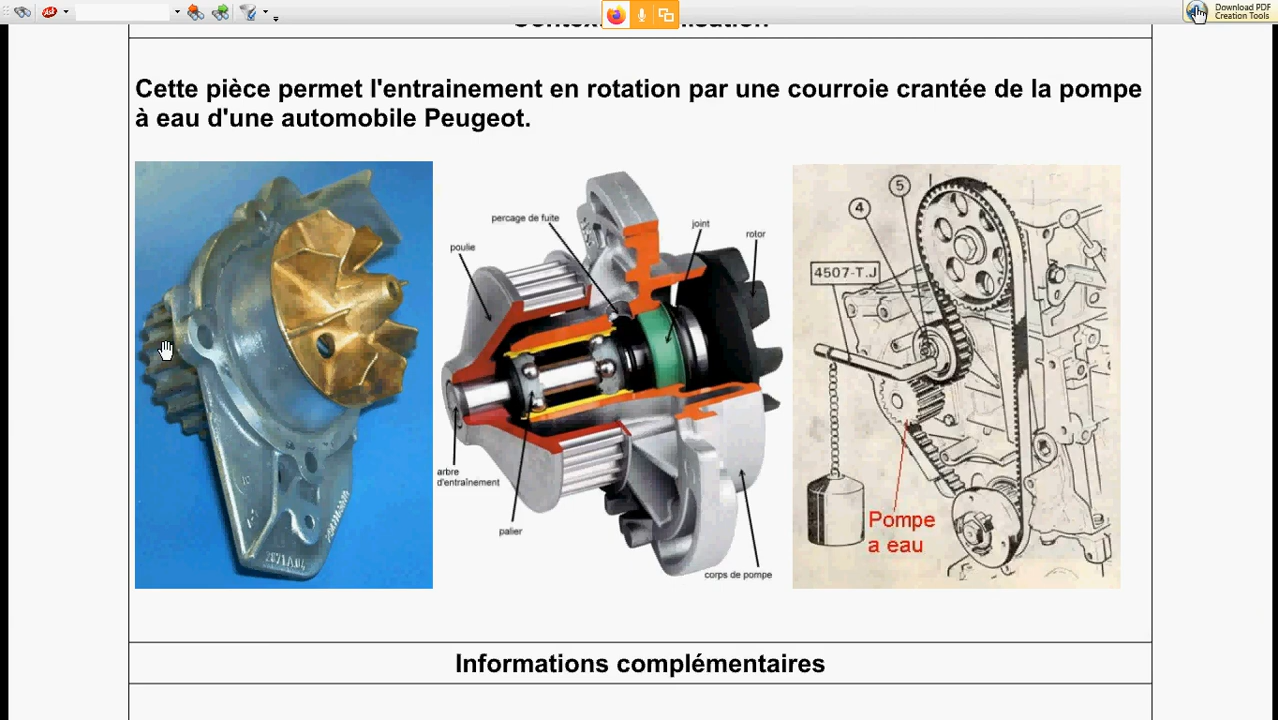 Ask
Download PDF
Creation Tools
Cette pièce permet l'entrainement en rotation par une courroie crantée de la pompe
à eau d'une automobile Peugeot.
percage de fuite
joint
rotor
poulie
arbre
d'entraînement
palier
corps de pompe
5
4
4507-T.J
Pompe
a eau
Informations complémentaires